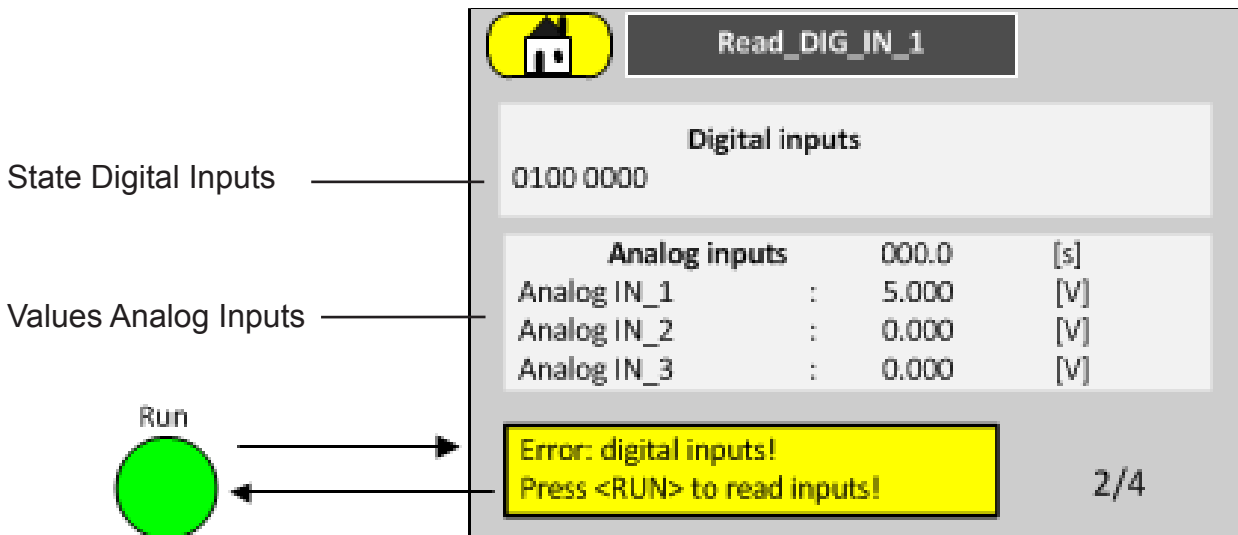 Read_DIG_IN_1
Digital inputs
State Digital Inputs
0100 0000
Analog inputs 000.0 [s]
Analog IN_1 : 5.000 [V]
Values Analog Inputs
Analog IN_2 : 0.000 [V]
Analog IN_3 : 0.000 [V]
Run
Error: digital inputs!
Press <RUN> to read inputs!
2/4